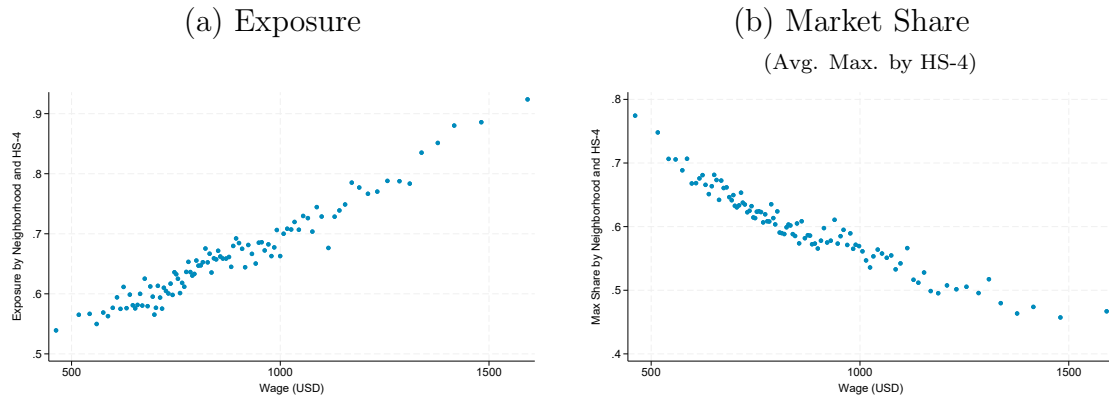 (a) Exposure
Exposure by Neighborhood and HS-4
.9
.8
.7
.6
.5
500
1000
1500
Wage (USD)
(b) Market Share
(Avg. Max. by HS-4)
Max Share by Neighborhood and HS-4
.8
.7
.6
.5
.4
500
1000
1500
Wage (USD)